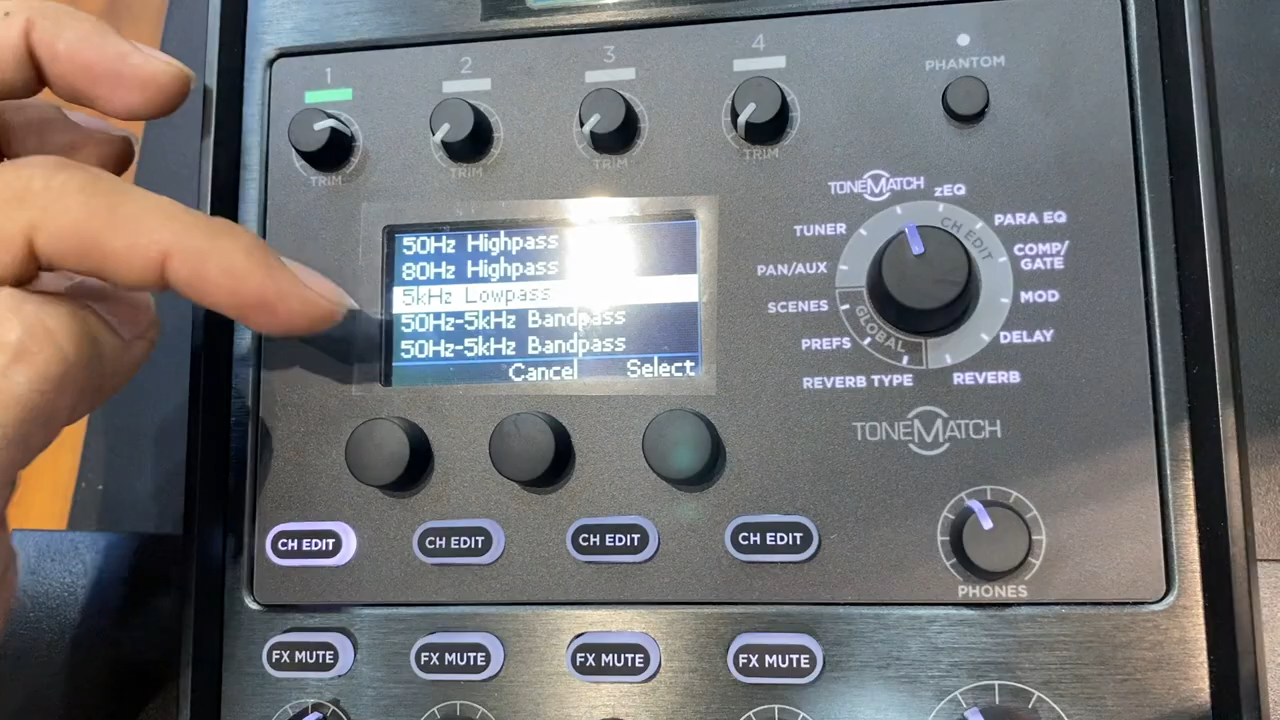 1 2 3 4
TRIM TRIM TRIM TRIM
PHANTOM
TONEMATCH
zEQ
TUNER
PARA EQ
PAN/AUX
COMP/
GATE
SCENES
MOD
PREFS
DELAY
REVERB TYPE
REVERB
CH EDIT
GLOBAL
50Hz Highpass
80Hz Highpass
5kHz Lowpass
50Hz-5kHz Bandpass
50Hz-5kHz Bandpass
Cancel Select
TONEMATCH
CH EDIT CH EDIT CH EDIT CH EDIT
PHONES
FX MUTE FX MUTE FX MUTE FX MUTE